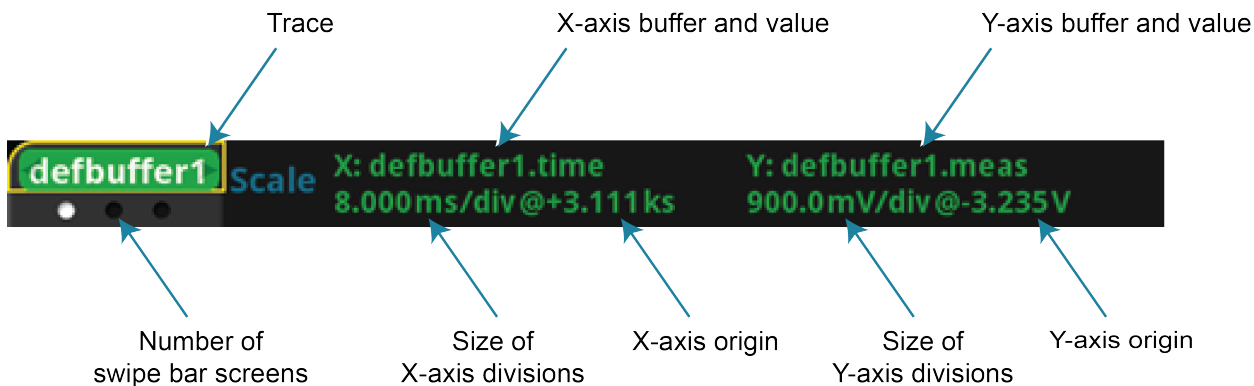 Trace
X-axis buffer and value
Y-axis buffer and value
defbuffer1
Scale
X: defbuffer1.time
8.000ms/div@+3.111ks
Y: defbuffer1.meas
900.0mV/div@-3.235V
Number of
swipe bar screens
Size of
X-axis divisions
X-axis origin
Size of
Y-axis divisions
Y-axis origin